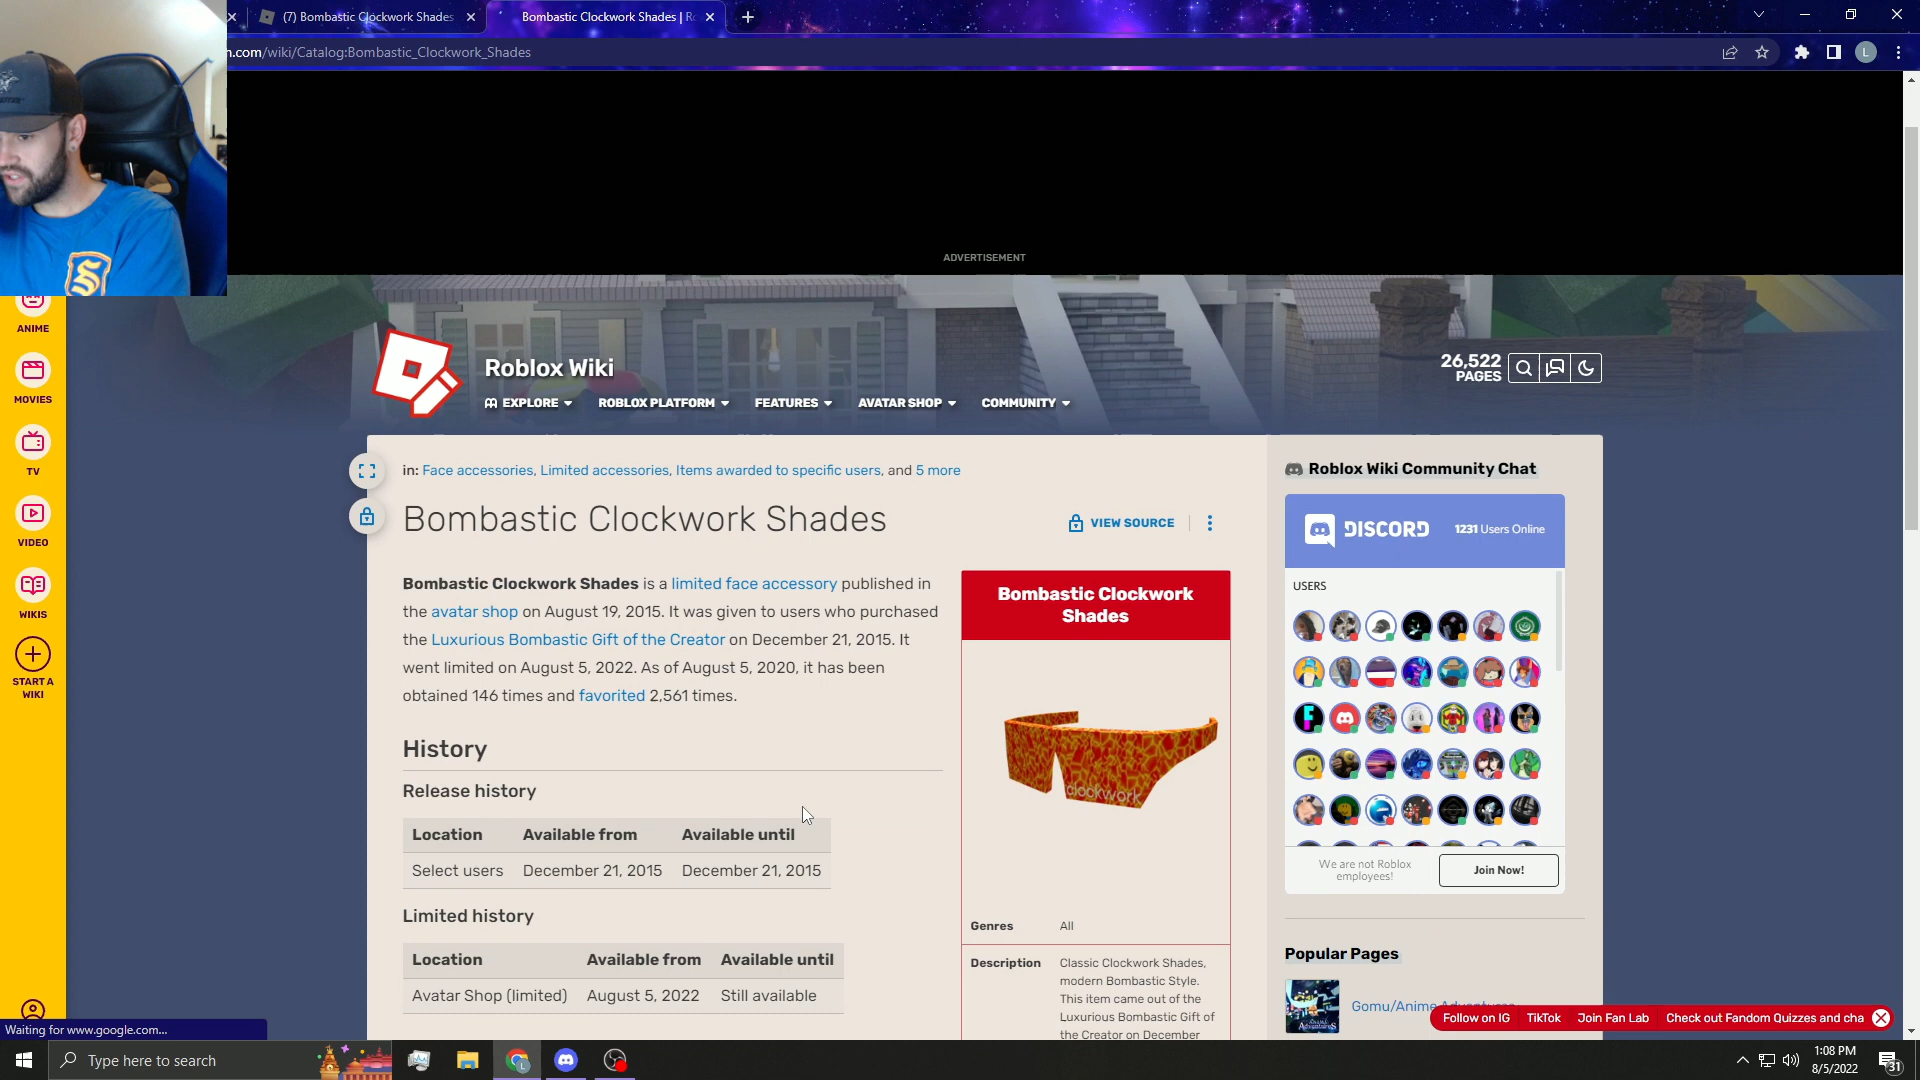 (7) Bombastic Clockwork Shades
Bombastic Clockwork Shades | Ro
n.com/wiki/Catalog:Bombastic_Clockwork_Shades
L
ADVERTISEMENT
ANIME
MOVIES
TV
VIDEO
WIKIS
START A
WIKI
Roblox Wiki
26,522
PAGES
EXPLORE
ROBLOX PLATFORM
FEATURES
AVATAR SHOP
COMMUNITY
in: Face accessories, Limited accessories, Items awarded to specific users, and 5 more
Bombastic Clockwork Shades
VIEW SOURCE
Bombastic Clockwork Shades is a limited face accessory published in
the avatar shop on August 19, 2015. It was given to users who purchased
the Luxurious Bombastic Gift of the Creator on December 21, 2015. It
went limited on August 5, 2022. As of August 5, 2020, it has been
obtained 146 times and favorited 2,561 times.
History
Release history
Location Available from Available until
Select users December 21, 2015 December 21, 2015
Limited history
Location Available from Available until
Avatar Shop (limited) August 5, 2022 Still available
Bombastic Clockwork
Shades
clockwork
Genres All
Description Classic Clockwork Shades,
modern Bombastic Style.
This item came out of the
Luxurious Bombastic Gift of
the Creator on December
Roblox Wiki Community Chat
DISCORD
1231 Users Online
USERS
We are not Roblox
employees!
Join Now!
Popular Pages
Gomu/Anime Adventures
Follow on IG TikTok Join Fan Lab Check out Fandom Quizzes and cha
Waiting for www.google.com...
Type here to search
1:08 PM
8/5/2022
31
S